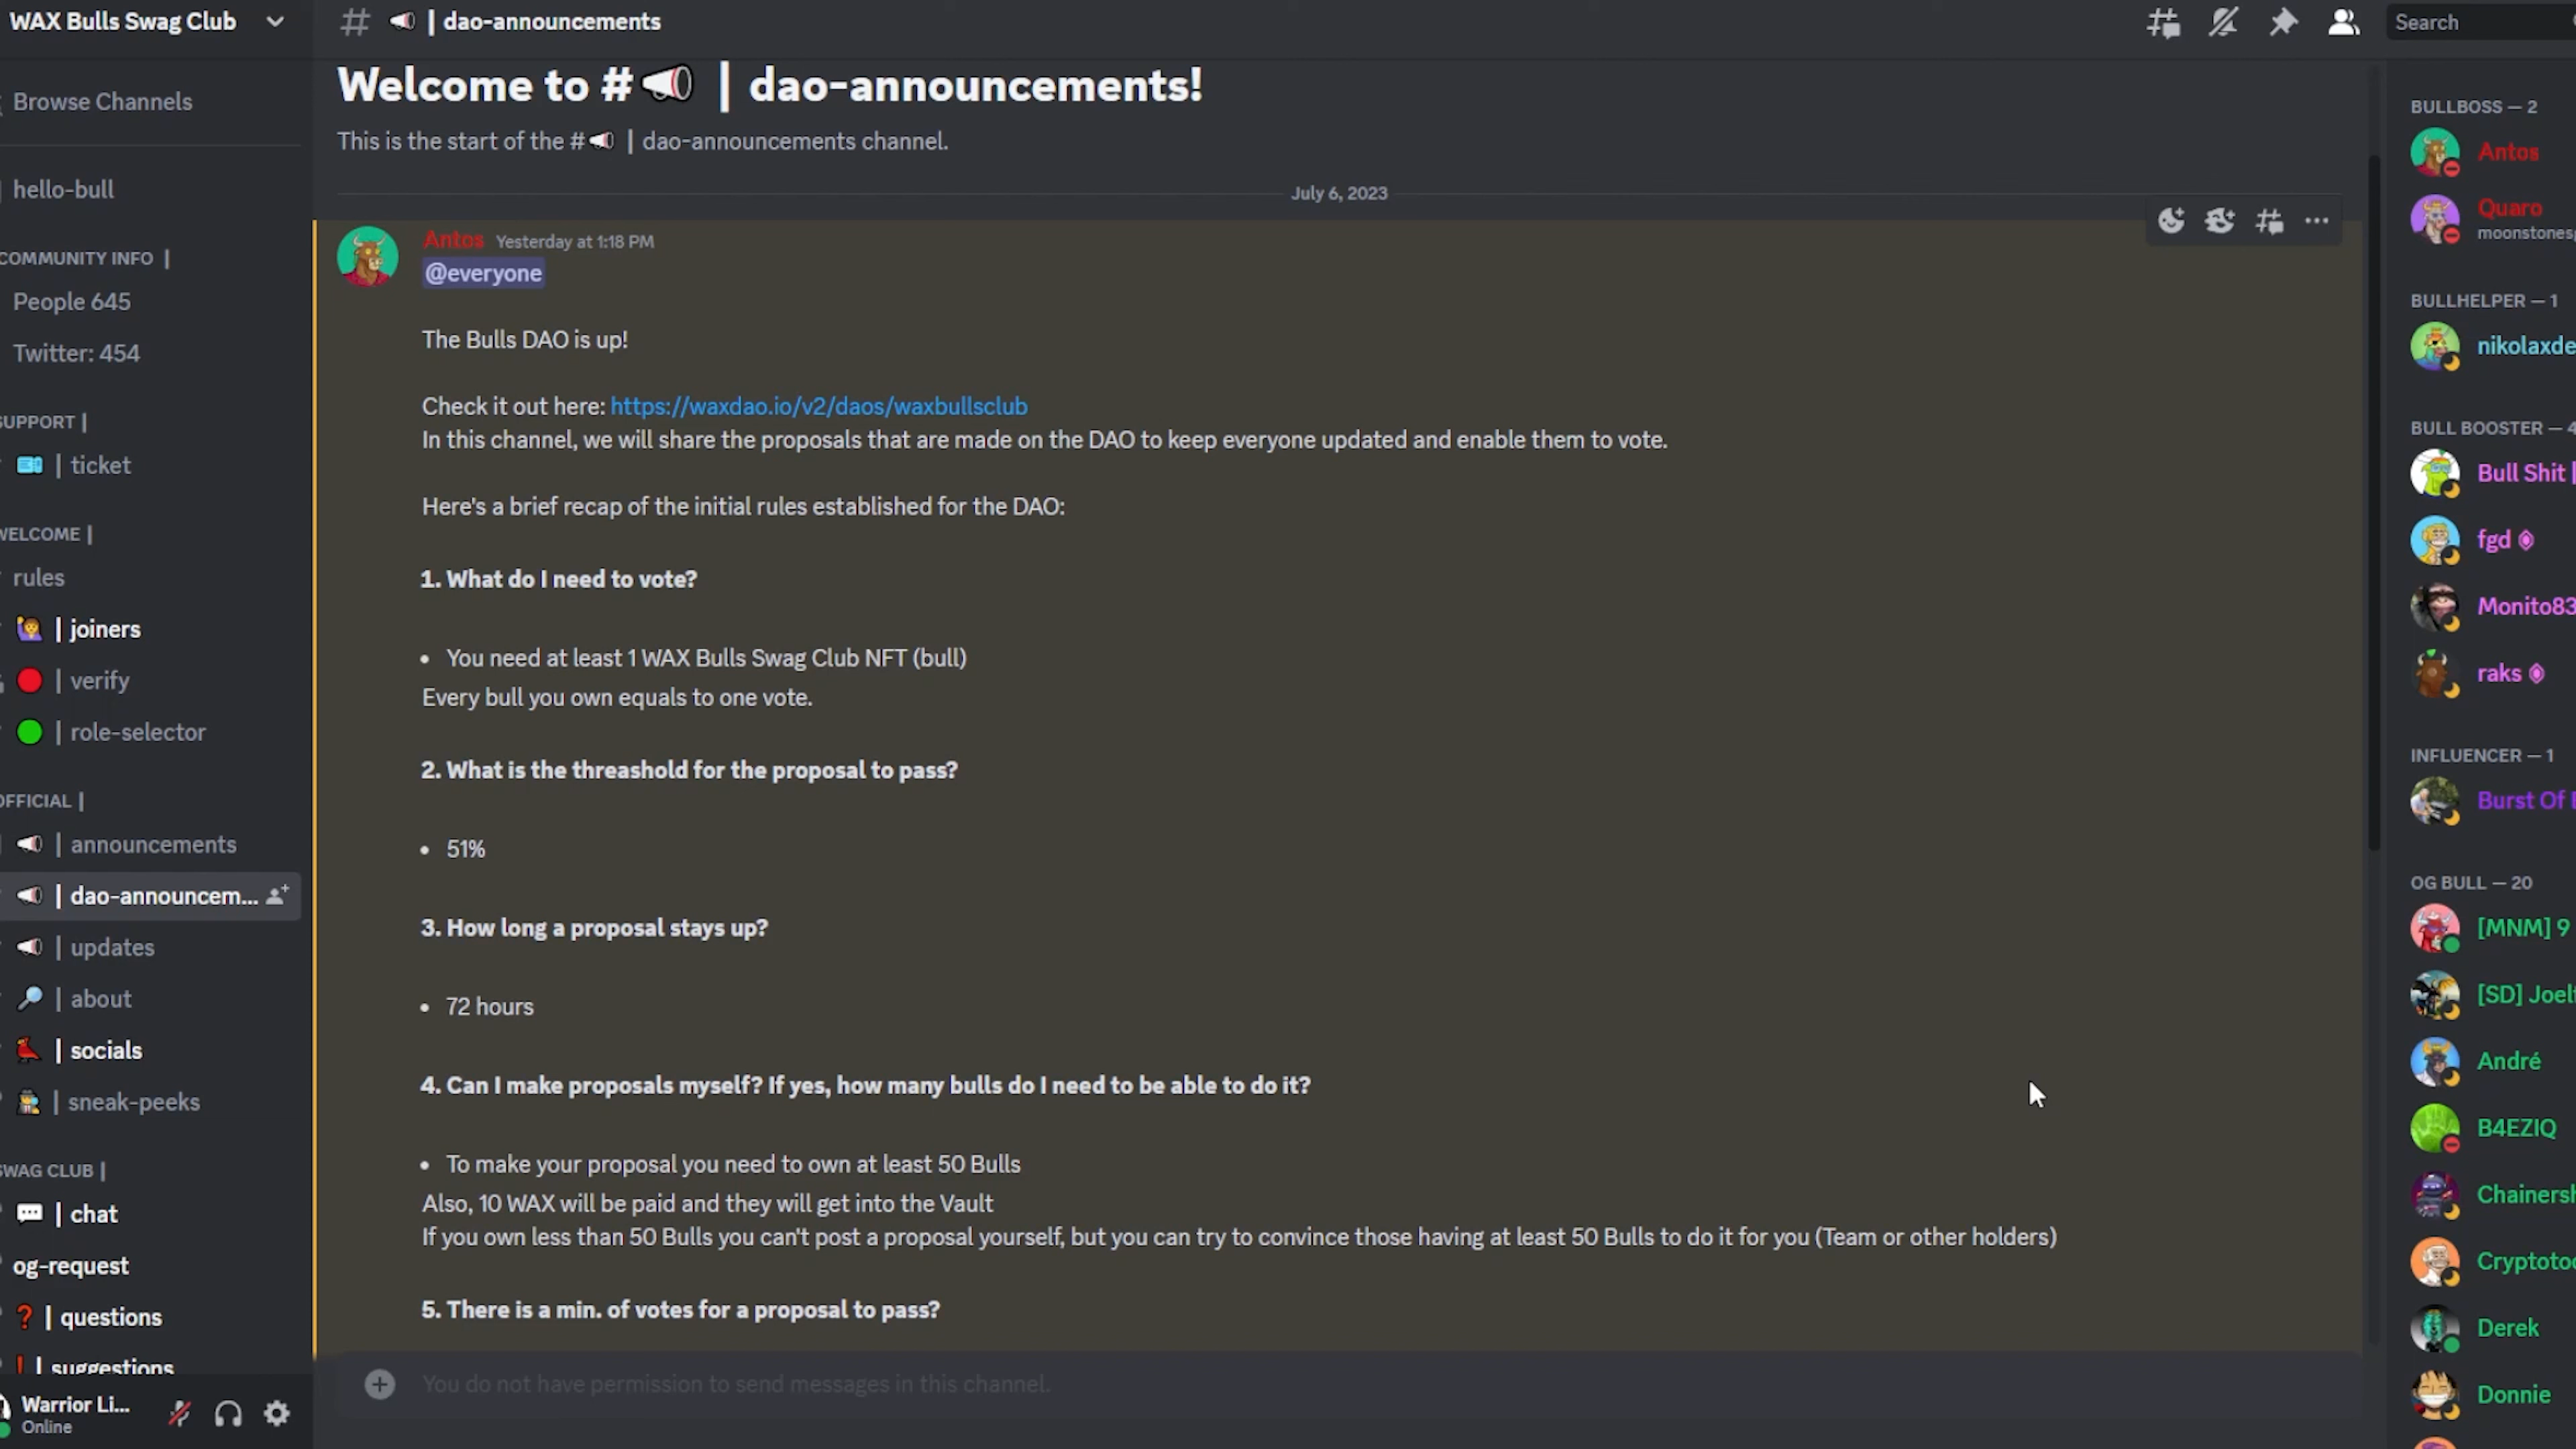 WAX Bulls Swag Club
Browse Channels
hello-bull
COMMUNITY INFO |
People 645
Twitter: 454
SUPPORT |
| ticket
WELCOME |
rules
| joiners
| verify
| role-selector
OFFICIAL |
| announcements
| dao-announcem...
| updates
| about
| socials
| sneak-peeks
SWAG CLUB |
| chat
og-request
| questions
| suggestions
Warrior Li...
Online
# | dao-announcements
Search
Welcome to # | dao-announcements!
This is the start of the # | dao-announcements channel.
July 6, 2023
Antos Yesterday at 1:18 PM
@everyone
The Bulls DAO is up!
Check it out here: https://waxdao.io/v2/daos/waxbullsclub
In this channel, we will share the proposals that are made on the DAO to keep everyone updated and enable them to vote.
Here's a brief recap of the initial rules established for the DAO:
1. What do I need to vote?
• You need at least 1 WAX Bulls Swag Club NFT (bull)
Every bull you own equals to one vote.
2. What is the threashold for the proposal to pass?
• 51%
3. How long a proposal stays up?
• 72 hours
4. Can I make proposals myself? If yes, how many bulls do I need to be able to do it?
• To make your proposal you need to own at least 50 Bulls
Also, 10 WAX will be paid and they will get into the Vault
If you own less than 50 Bulls you can't post a proposal yourself, but you can try to convince those having at least 50 Bulls to do it for you (Team or other holders)
5. There is a min. of votes for a proposal to pass?
You do not have permission to send messages in this channel.
BULLBOSS — 2
Antos
Quaro
moonstones
BULLHELPER — 1
nikolaxde
BULL BOOSTER — 4
Bull Shit |
fgd
Monito83
raks
INFLUENCER — 1
Burst Of
OG BULL — 20
[MNM] 9
[SD] Joel
André
B4EZIQ
Chainers
Cryptoto
Derek
Donnie